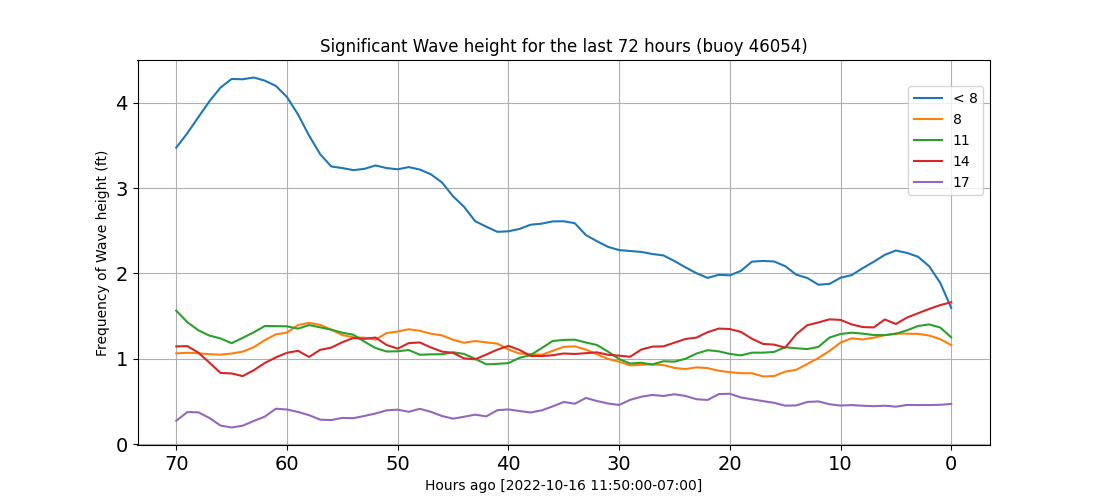 Significant Wave height for the last 72 hours (buoy 46054)
Frequency of Wave height (ft)
4
3
2
1
0
< 8
8
11
14
17
70 60 50 40 30 20 10 0
Hours ago [2022-10-16 11:50:00-07:00]